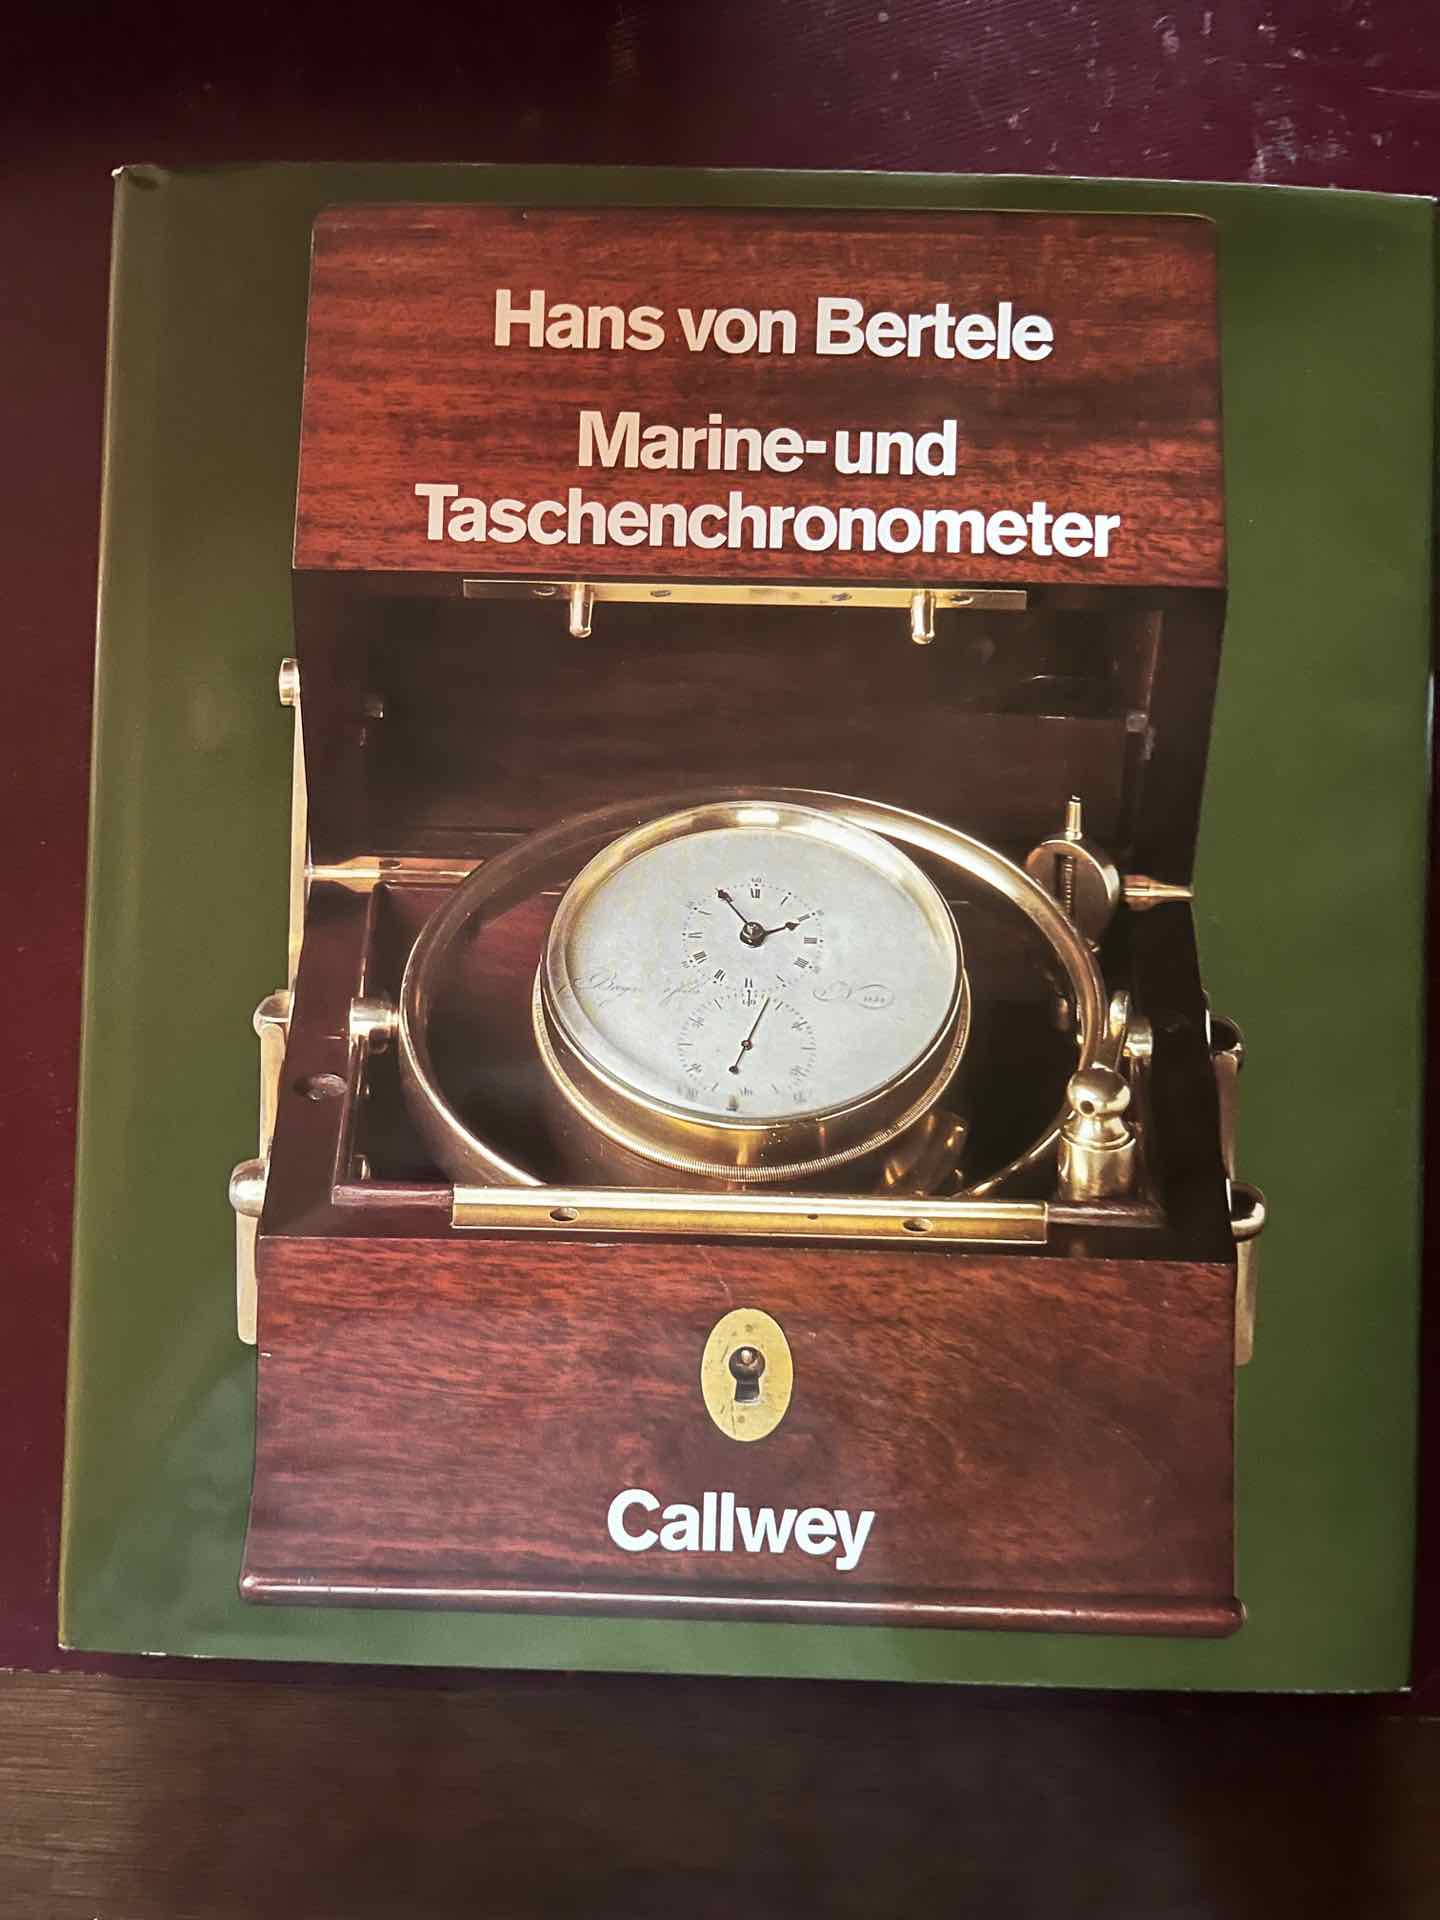 Hans von Bertele
Marine- und
Taschenchronometer
Callwey